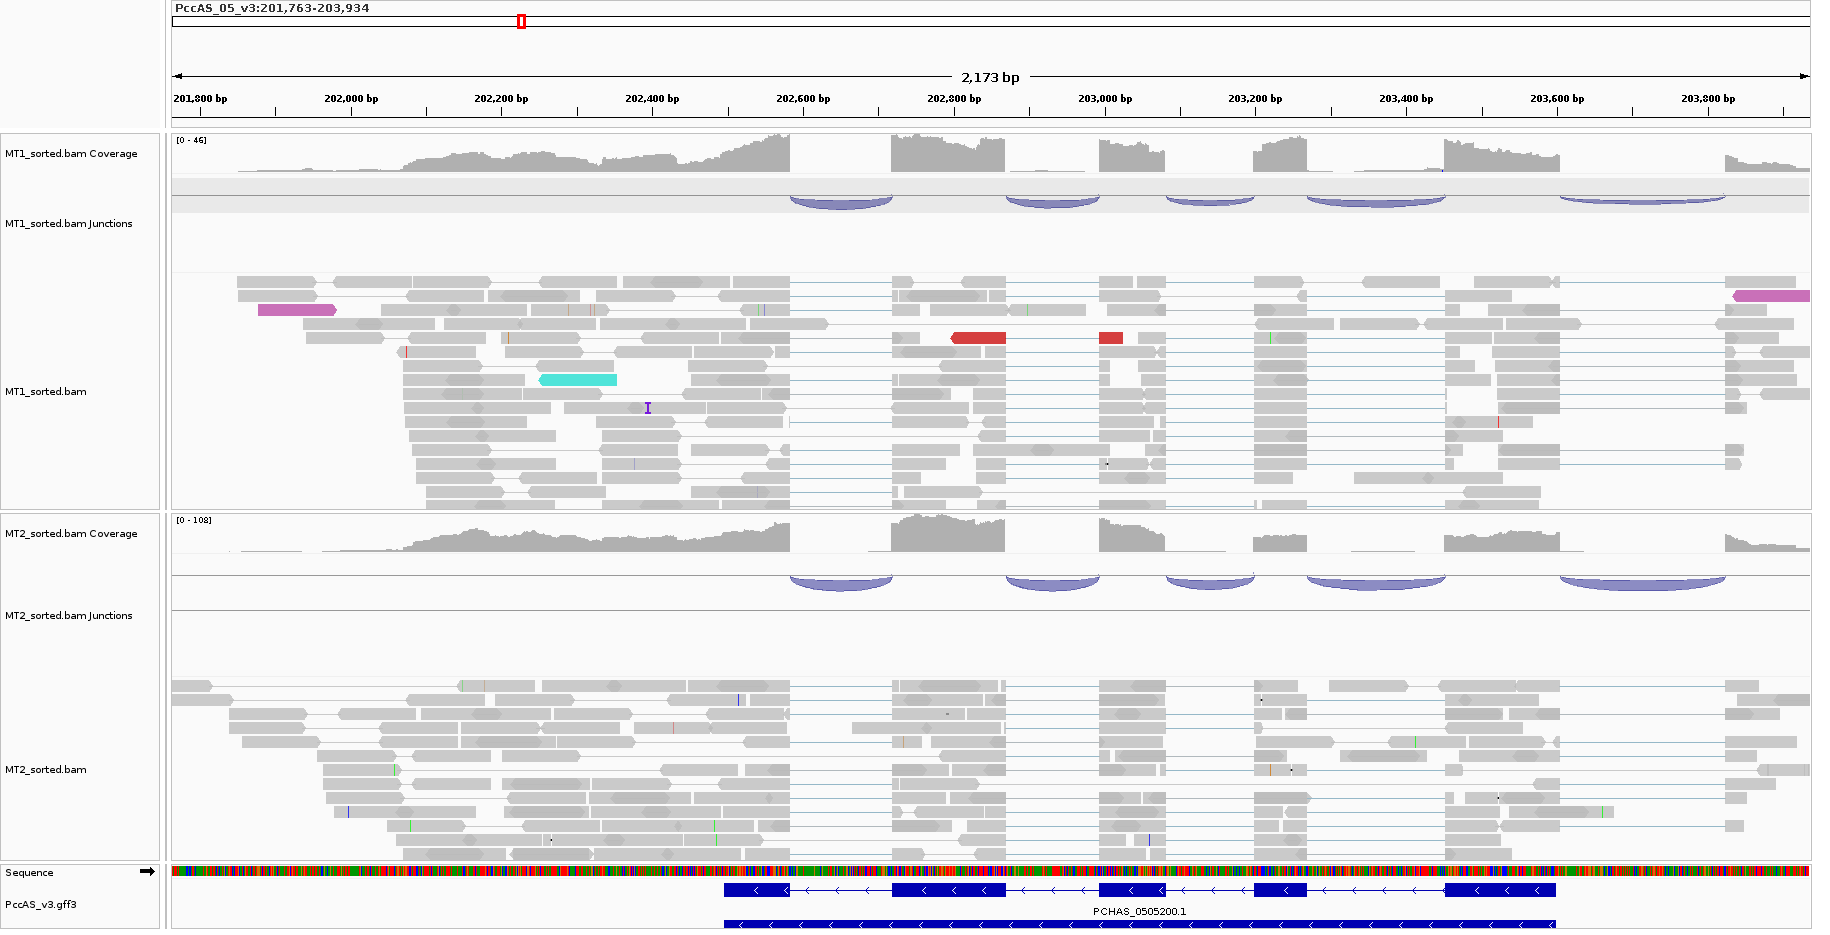 PccAS_05_v3:201,763-203,934
2,173 bp
201,800 bp 202,000 bp 202,200 bp 202,400 bp 202,600 bp 202,800 bp 203,000 bp 203,200 bp 203,400 bp 203,600 bp 203,800 bp
[0 - 46]
MT1_sorted.bam Coverage
MT1_sorted.bam Junctions
MT1_sorted.bam
[0 - 108]
MT2_sorted.bam Coverage
MT2_sorted.bam Junctions
MT2_sorted.bam
Sequence
PccAS_v3.gff3
PCHAS_0505200.1